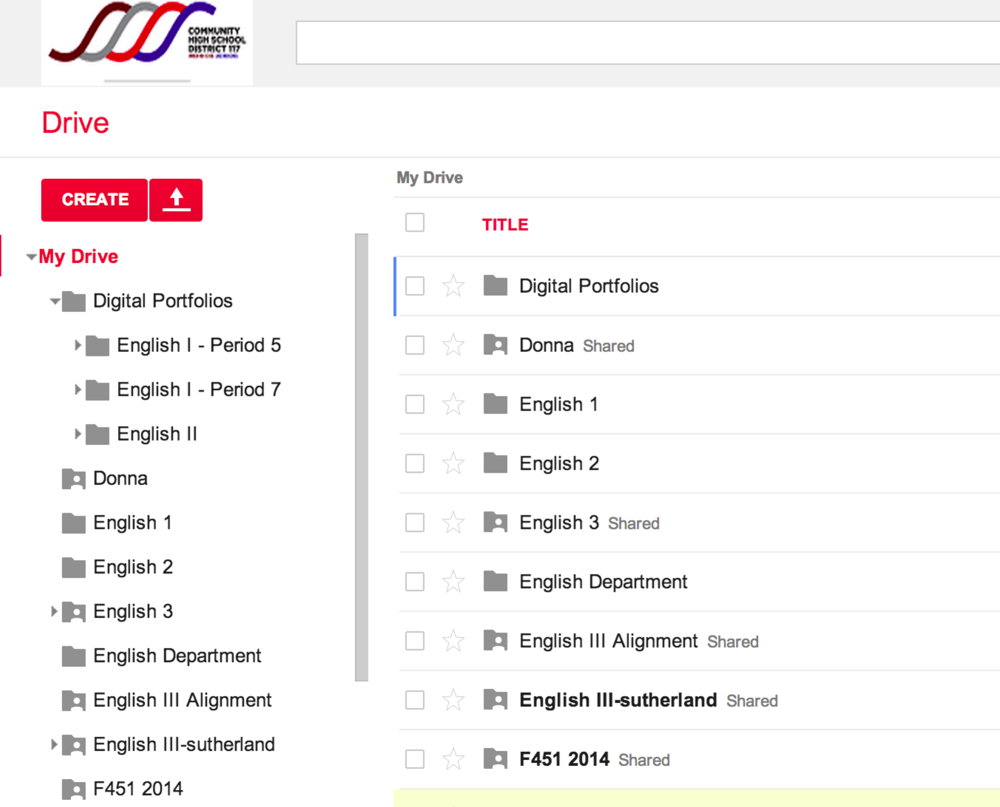 COMMUNITY
HIGH SCHOOL
DISTRICT 117
Drive
CREATE
My Drive
Digital Portfolios
English I - Period 5
English I - Period 7
English II
Donna
English 1
English 2
English 3
English Department
English III Alignment
English III-sutherland
F451 2014
My Drive
TITLE
Digital Portfolios
Donna Shared
English 1
English 2
English 3 Shared
English Department
English III Alignment Shared
English III-sutherland Shared
F451 2014 Shared